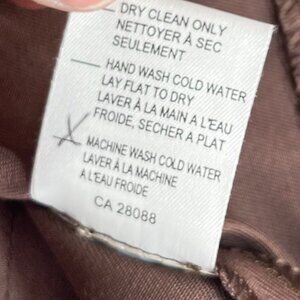 DRY CLEAN ONLY
NETTOYER À SEC
SEULEMENT
HAND WASH COLD WATER
LAY FLAT TO DRY
LAVER À LA MAIN A L'EAU
FROIDE, SECHER A PLAT
MACHINE WASH COLD WATER
LAVER À LA MACHINE
A L'EAU FROIDE
CA 28088